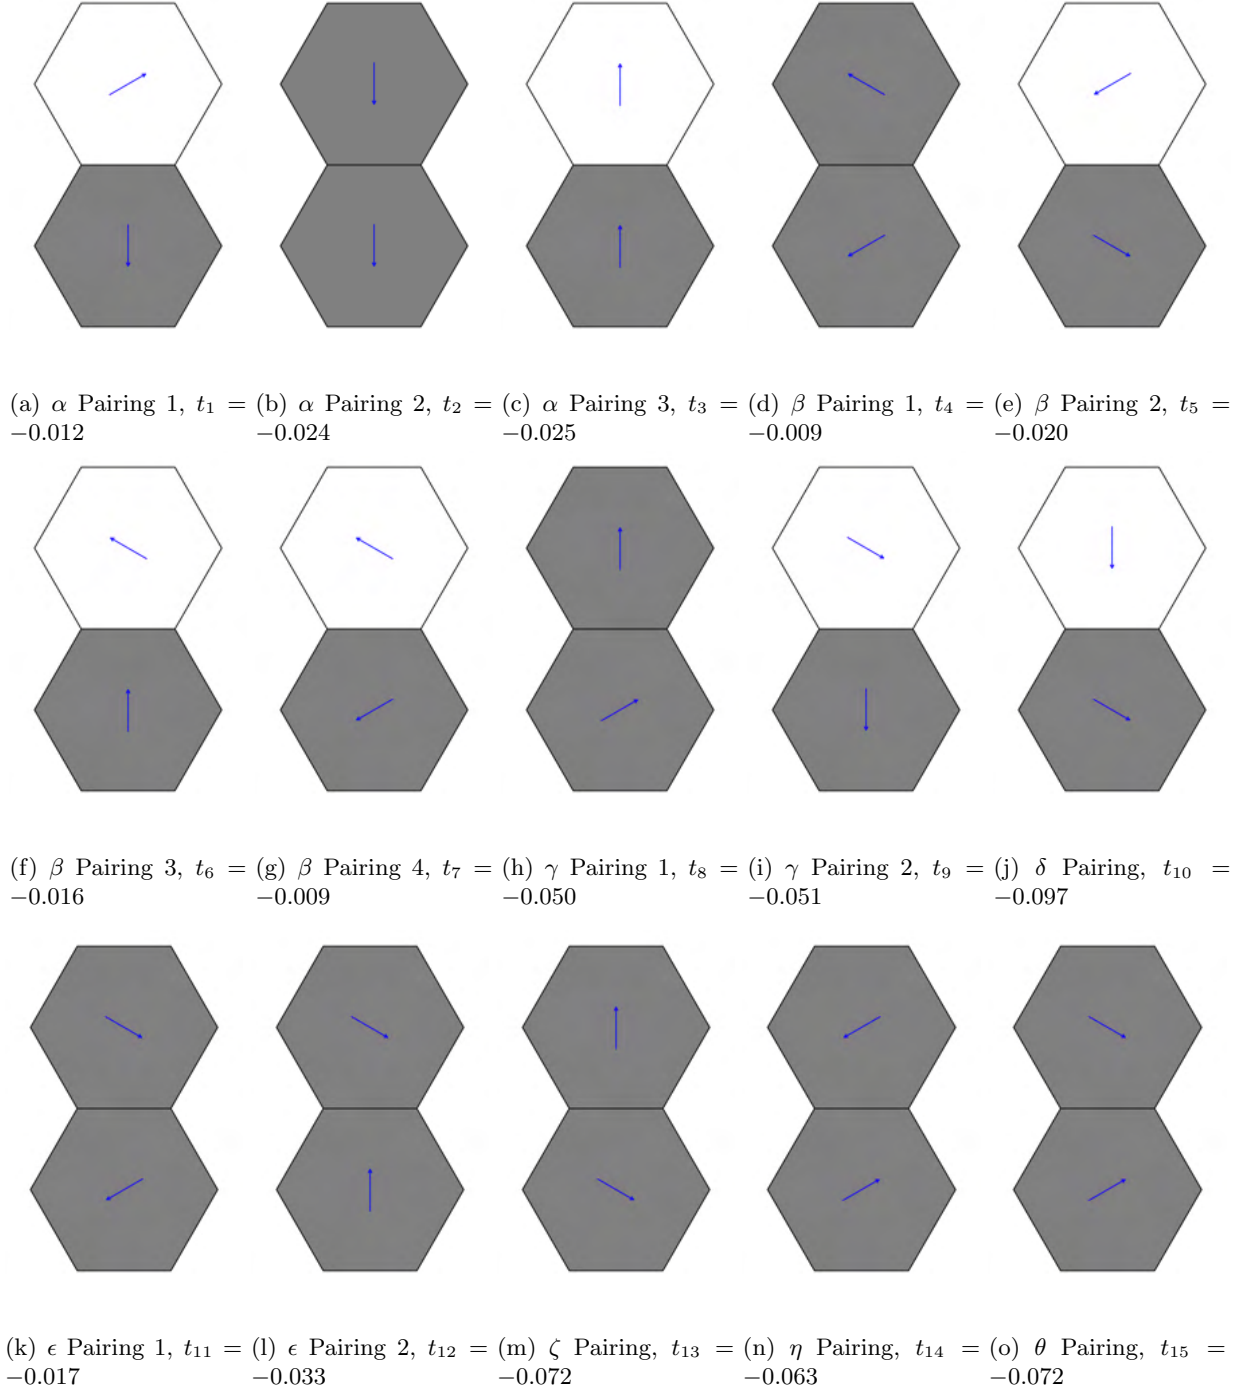 (a) α Pairing 1, t₁ = −0.012
(b) α Pairing 2, t₂ = −0.024
(c) α Pairing 3, t₃ = −0.025
(d) β Pairing 1, t₄ = −0.009
(e) β Pairing 2, t₅ = −0.020
(f) β Pairing 3, t₆ = −0.016
(g) β Pairing 4, t₇ = −0.009
(h) γ Pairing 1, t₈ = −0.050
(i) γ Pairing 2, t₉ = −0.051
(j) δ Pairing, t₁₀ = −0.097
(k) ϵ Pairing 1, t₁₁ = −0.017
(l) ϵ Pairing 2, t₁₂ = −0.033
(m) ζ Pairing, t₁₃ = −0.072
(n) η Pairing, t₁₄ = −0.063
(o) θ Pairing, t₁₅ = −0.072